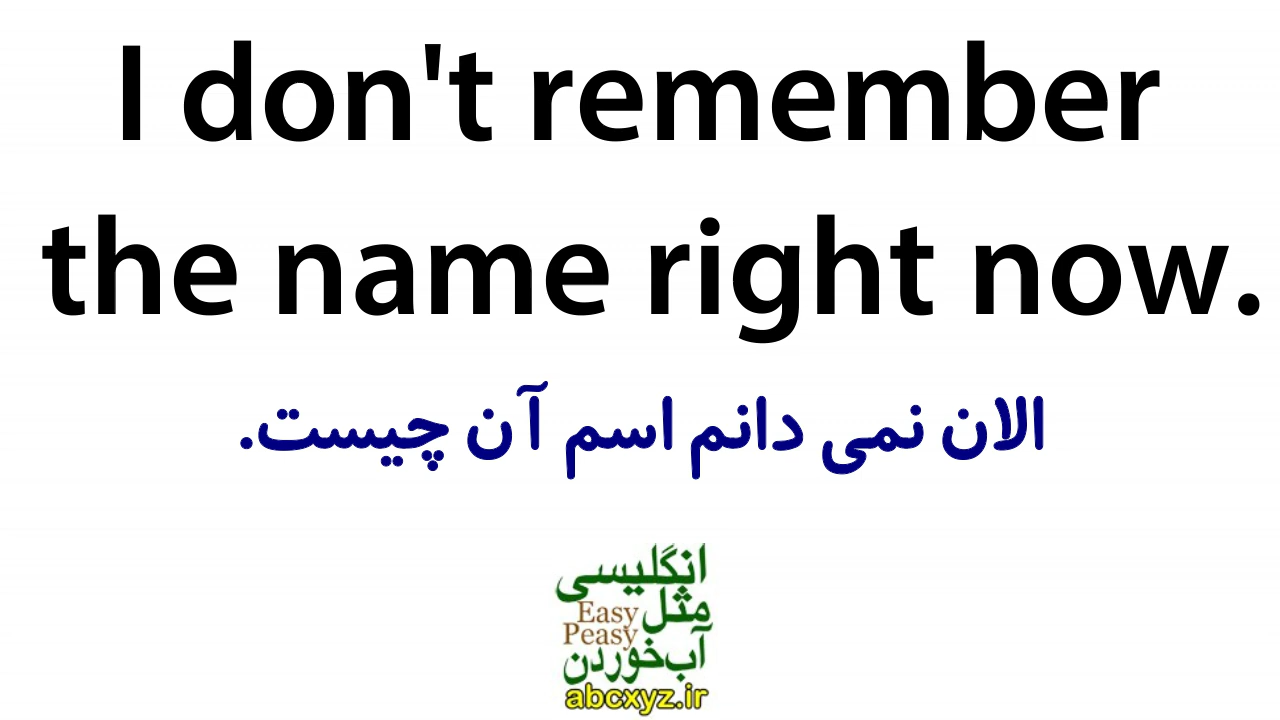 I don't remember
the name right now.
الان نمی دانم اسم آن چیست.
انگلیسی
مثل
Easy
Peasy
آب‌خوردن
abcxyz.ir